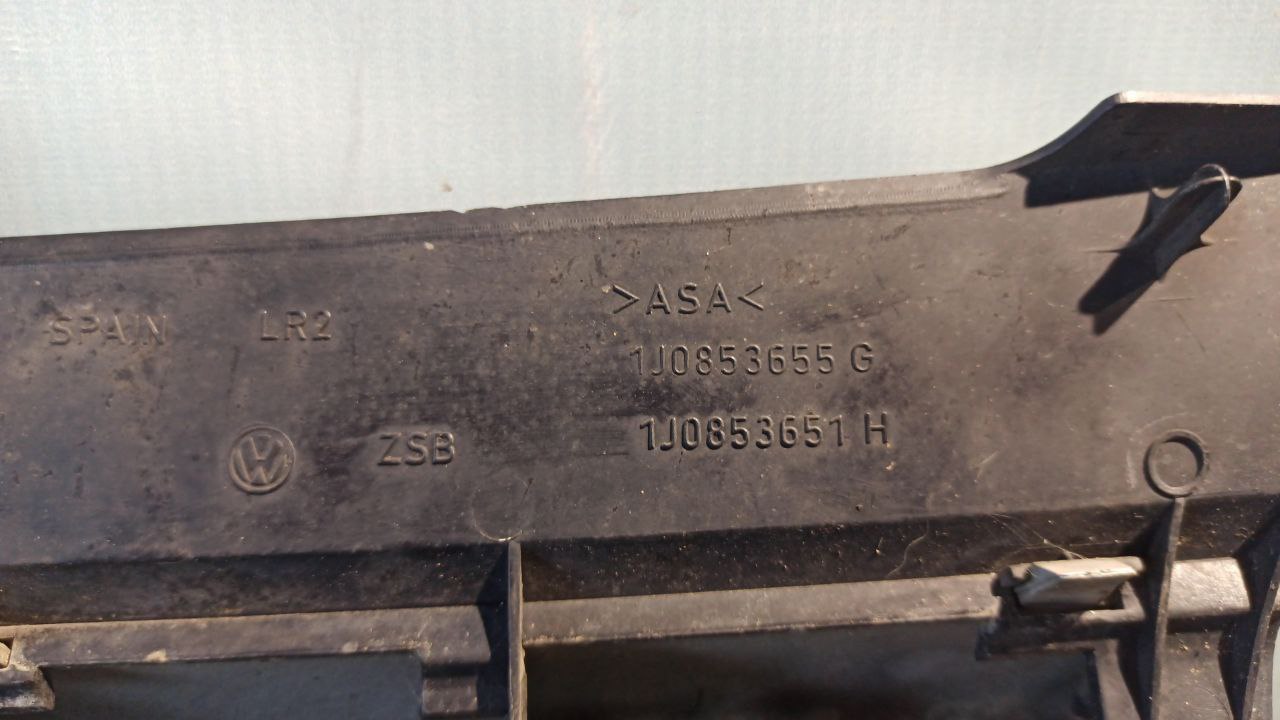 >ASA<
SPAIN LR2
1J0853655 G
ZSB 1J0853651 H